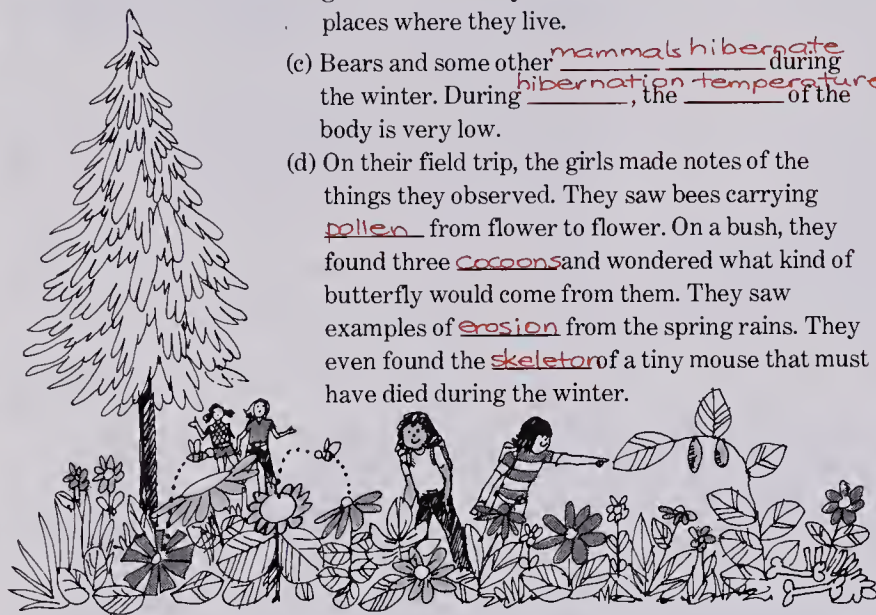 places where they live.
(c) Bears and some other mammals hibernate during
the winter. During hibernation, the temperature of the
body is very low.
(d) On their field trip, the girls made notes of the
things they observed. They saw bees carrying
pollen from flower to flower. On a bush, they
found three cocoons and wondered what kind of
butterfly would come from them. They saw
examples of erosion from the spring rains. They
even found the skeleton of a tiny mouse that must
have died during the winter.